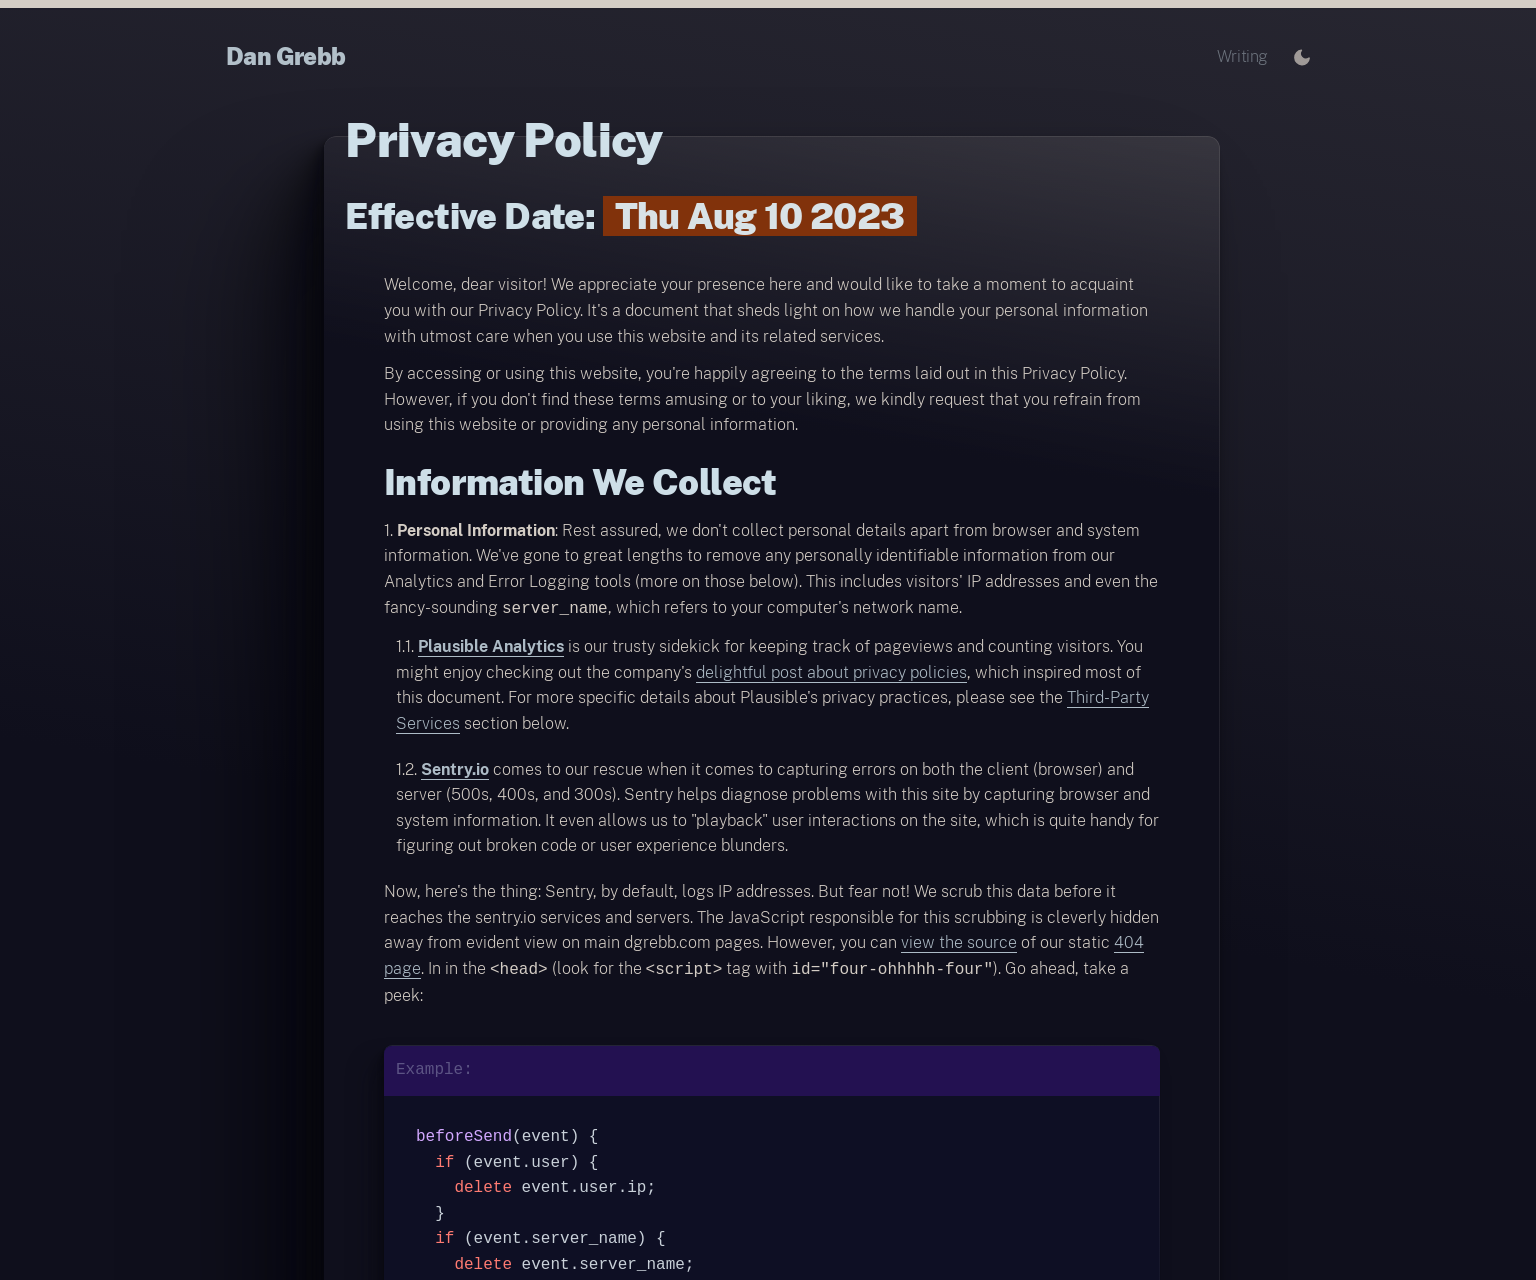 Dan Grebb
Writing
Privacy Policy
Effective Date: Thu Aug 10 2023
Welcome, dear visitor! We appreciate your presence here and would like to take a moment to acquaint
you with our Privacy Policy. It's a document that sheds light on how we handle your personal information
with utmost care when you use this website and its related services.
By accessing or using this website, you're happily agreeing to the terms laid out in this Privacy Policy.
However, if you don't find these terms amusing or to your liking, we kindly request that you refrain from
using this website or providing any personal information.
Information We Collect
1. Personal Information: Rest assured, we don't collect personal details apart from browser and system
information. We've gone to great lengths to remove any personally identifiable information from our
Analytics and Error Logging tools (more on those below). This includes visitors' IP addresses and even the
fancy-sounding server_name, which refers to your computer's network name.
1.1. Plausible Analytics is our trusty sidekick for keeping track of pageviews and counting visitors. You
might enjoy checking out the company's delightful post about privacy policies, which inspired most of
this document. For more specific details about Plausible's privacy practices, please see the Third-Party
Services section below.
1.2. Sentry.io comes to our rescue when it comes to capturing errors on both the client (browser) and
server (500s, 400s, and 300s). Sentry helps diagnose problems with this site by capturing browser and
system information. It even allows us to "playback" user interactions on the site, which is quite handy for
figuring out broken code or user experience blunders.
Now, here's the thing: Sentry, by default, logs IP addresses. But fear not! We scrub this data before it
reaches the sentry.io services and servers. The JavaScript responsible for this scrubbing is cleverly hidden
away from evident view on main dgrebb.com pages. However, you can view the source of our static 404
page. In in the <head> (look for the <script> tag with id="four-ohhhhh-four"). Go ahead, take a
peek:
Example:
beforeSend(event) {
if (event.user) {
delete event.user.ip;
}
if (event.server_name) {
delete event.server_name;